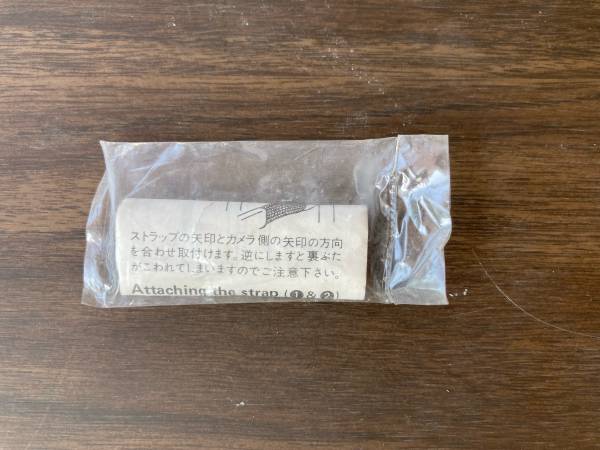 ストラップの矢印とカメラ側の矢印の方向
を合わせ取付けます。逆にしますと裏ぶた
がこわれてしまいますのでご注意下さい。
Attaching the strap (❶ & ❷)